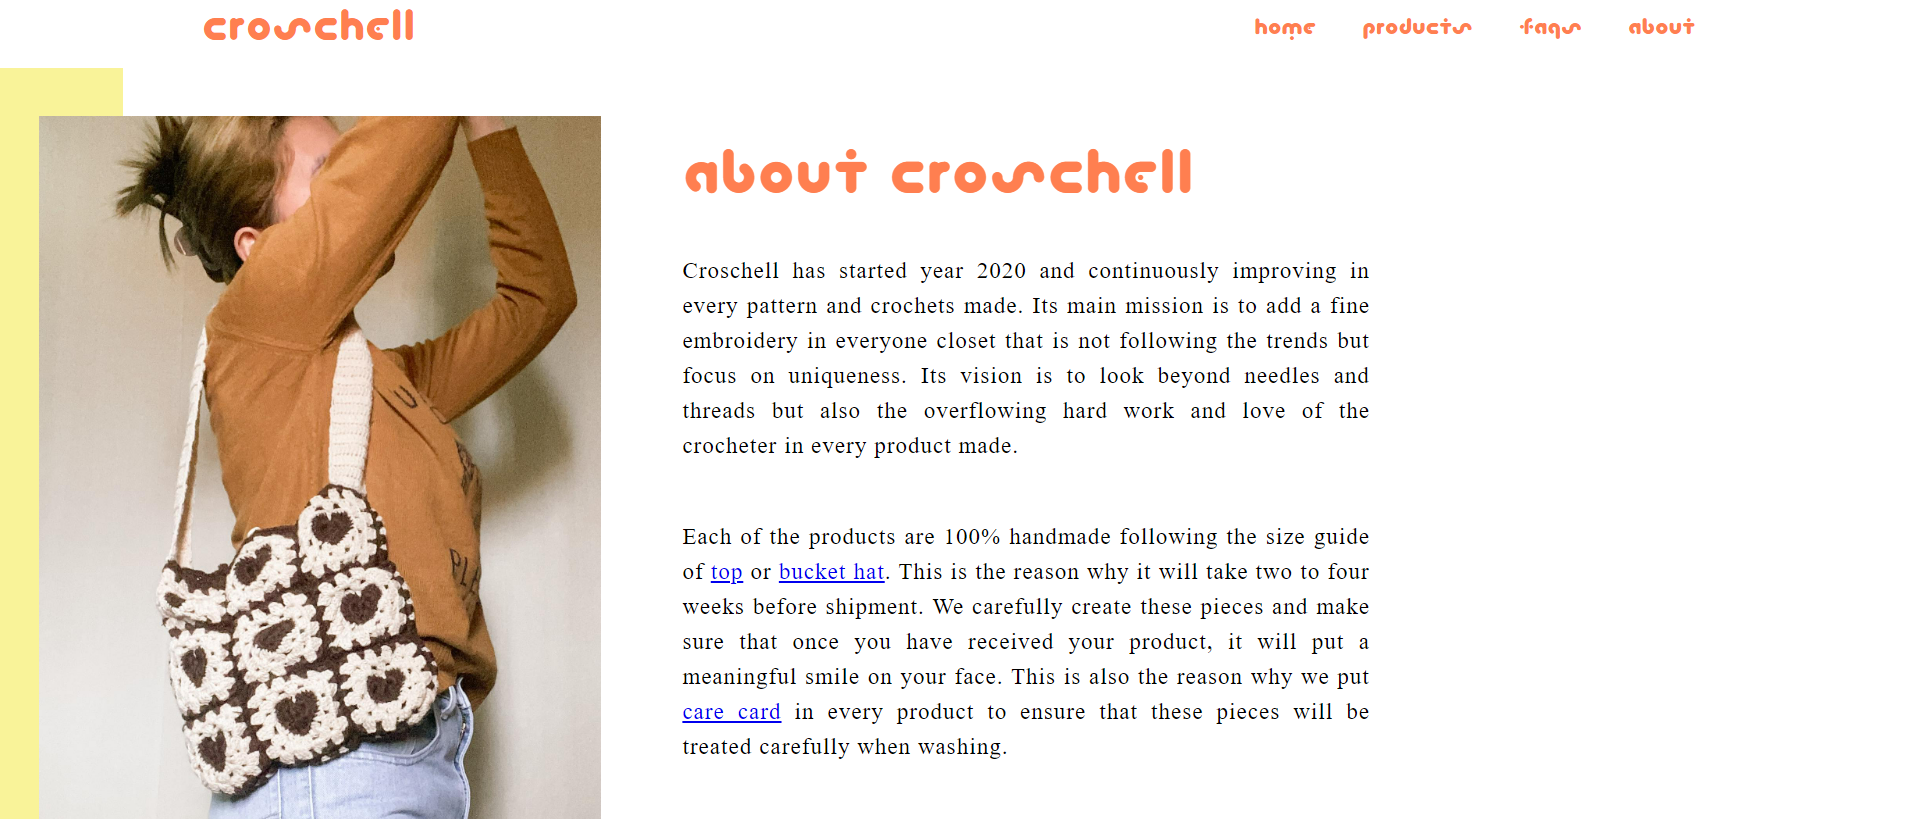 croschell
home products faqs about
about croschell
Croschell has started year 2020 and continuously improving in
every pattern and crochets made. Its main mission is to add a fine
embroidery in everyone closet that is not following the trends but
focus on uniqueness. Its vision is to look beyond needles and
threads but also the overflowing hard work and love of the
crocheter in every product made.
Each of the products are 100% handmade following the size guide
of top or bucket hat. This is the reason why it will take two to four
weeks before shipment. We carefully create these pieces and make
sure that once you have received your product, it will put a
meaningful smile on your face. This is also the reason why we put
care card in every product to ensure that these pieces will be
treated carefully when washing.